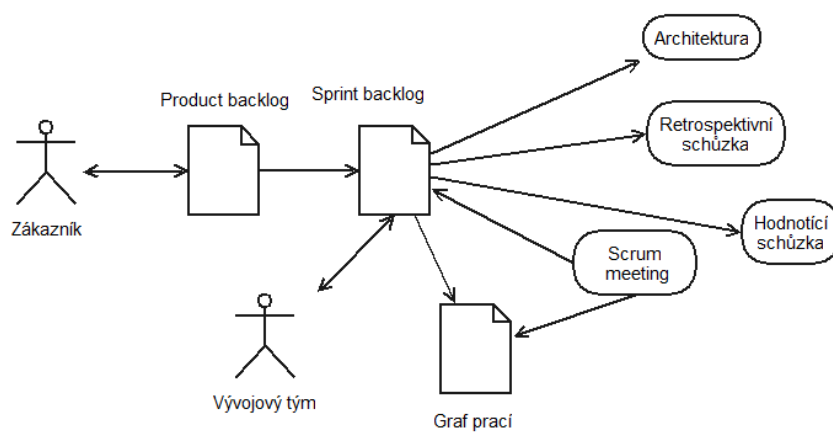 Architektura
Product backlog
Sprint backlog
Retrospektivní
schůzka
Zákazník
Hodnotící
schůzka
Scrum
meeting
Vývojový tým
Graf prací